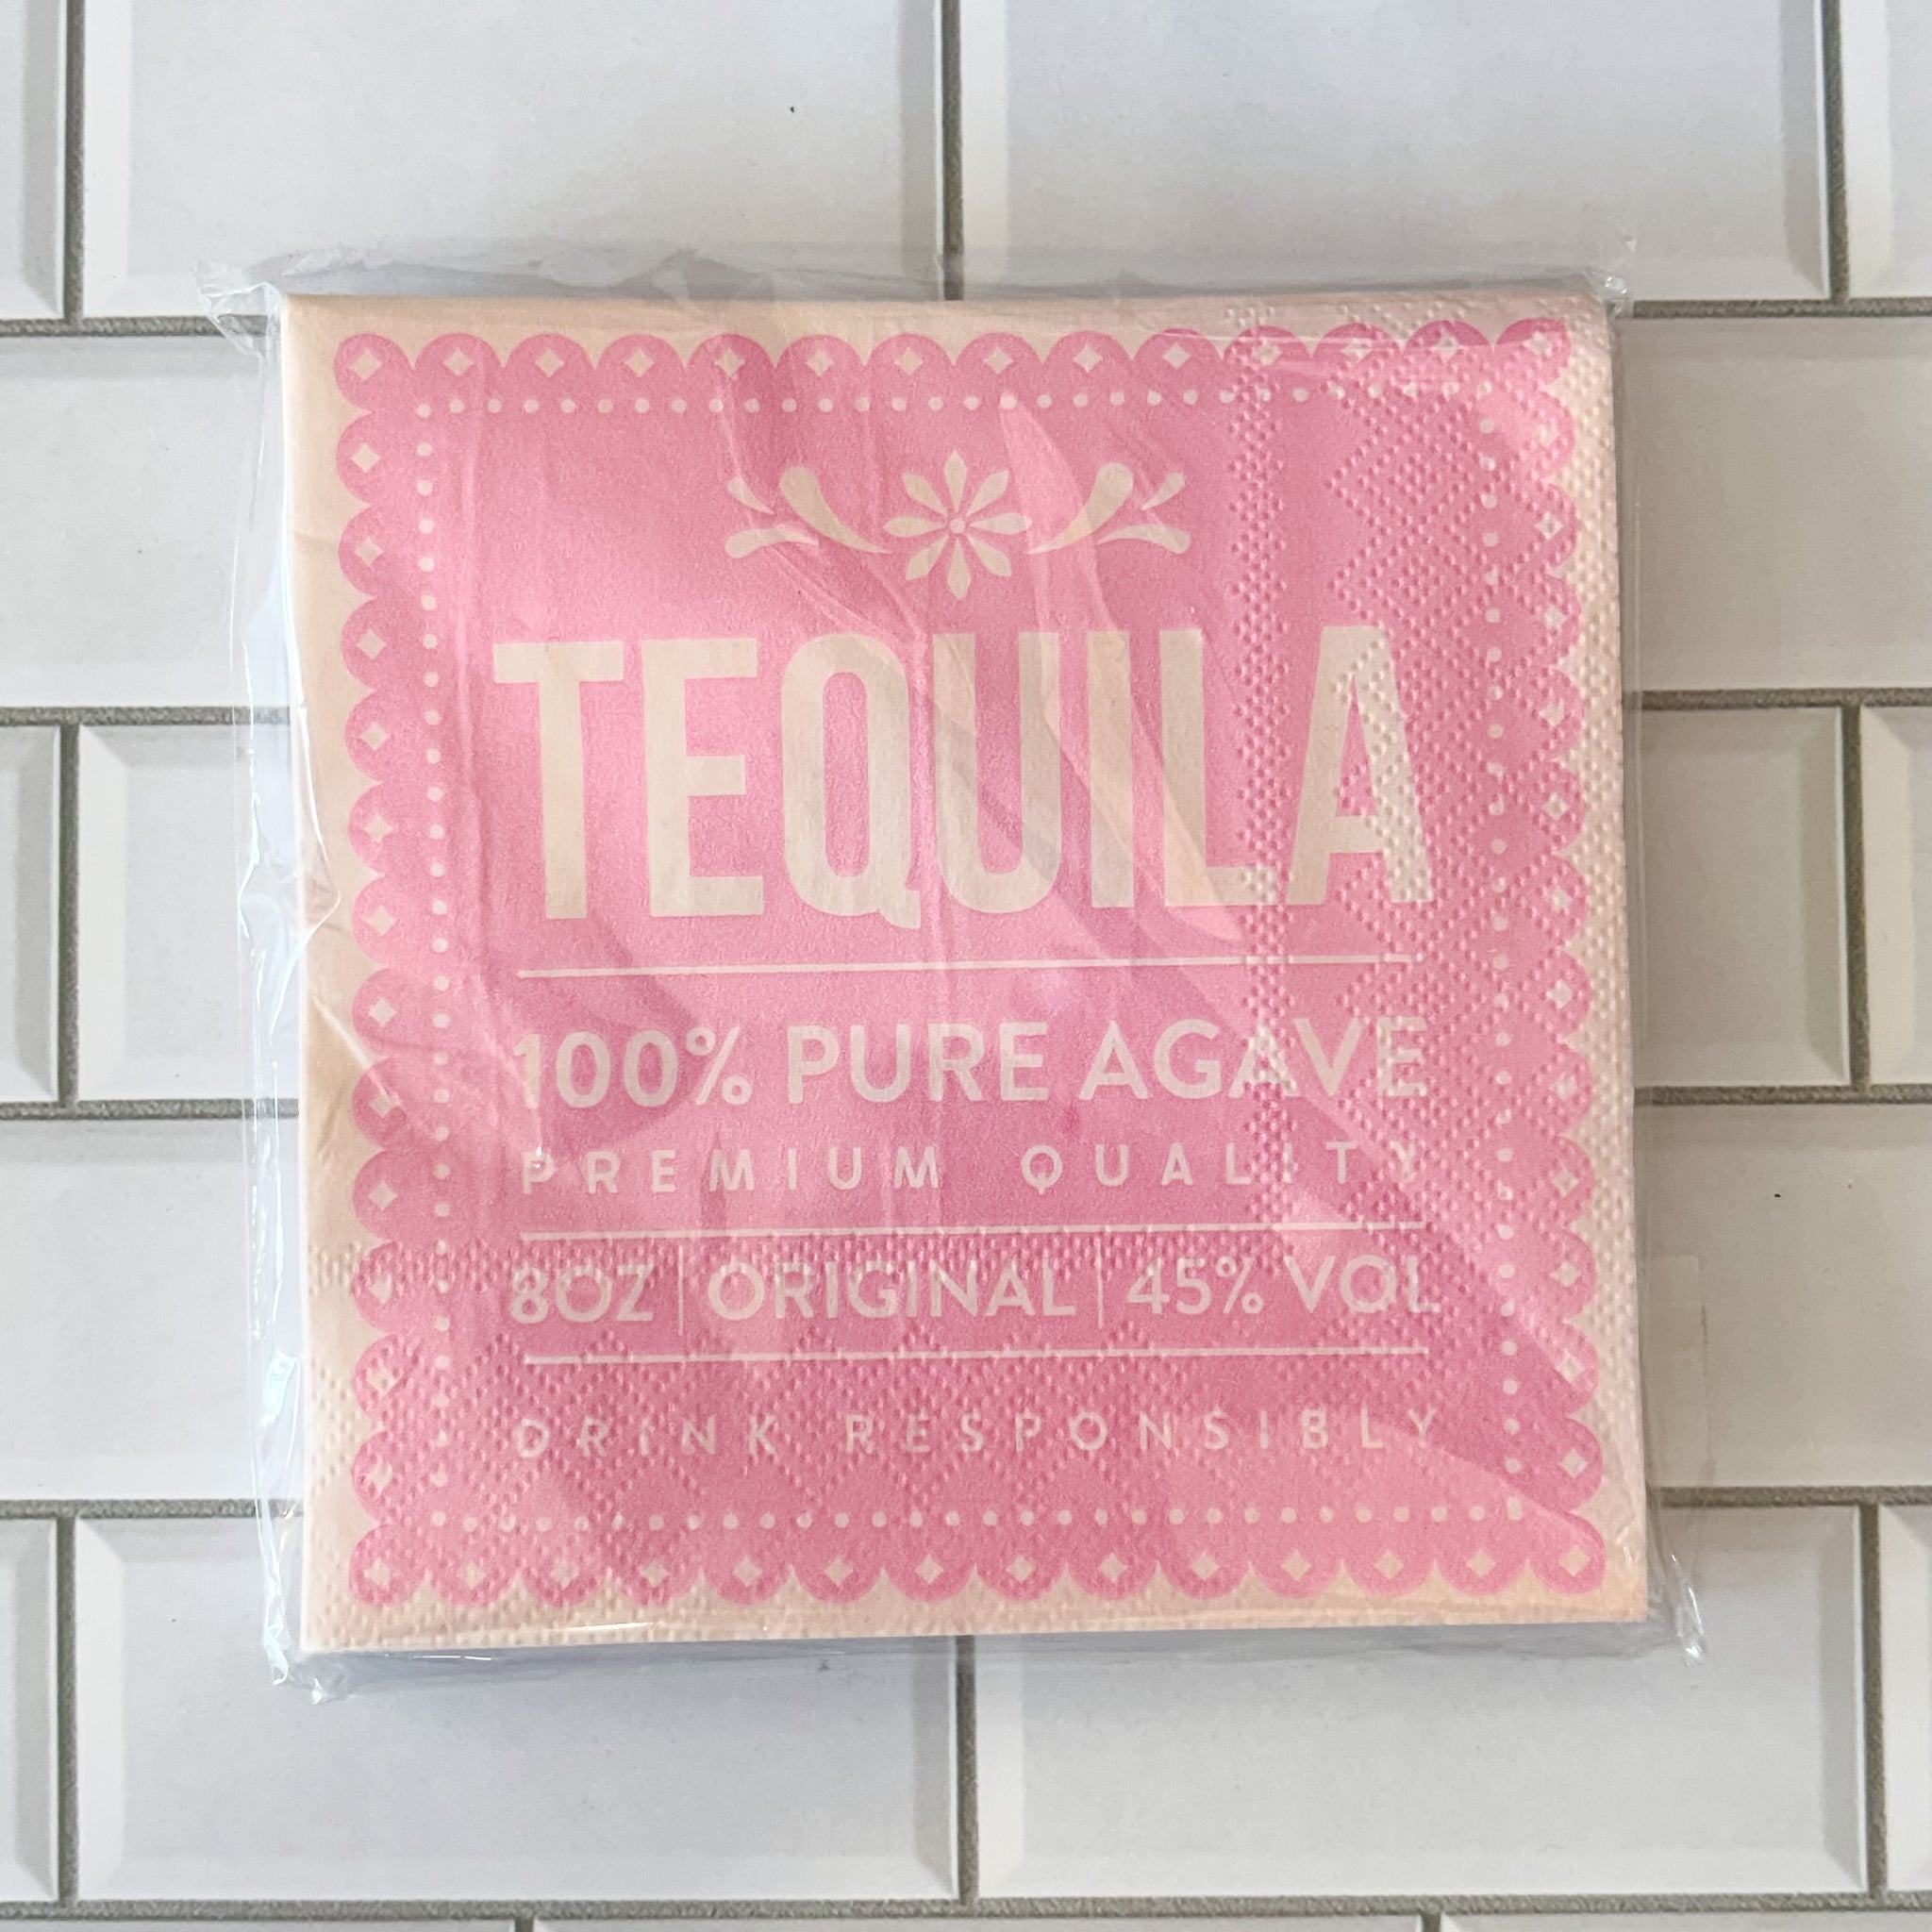 TEQUILA
100% PURE AGAVE
PREMIUM QUALITY
8OZ | ORIGINAL | 45% VOL
DRINK RESPONSIBLY